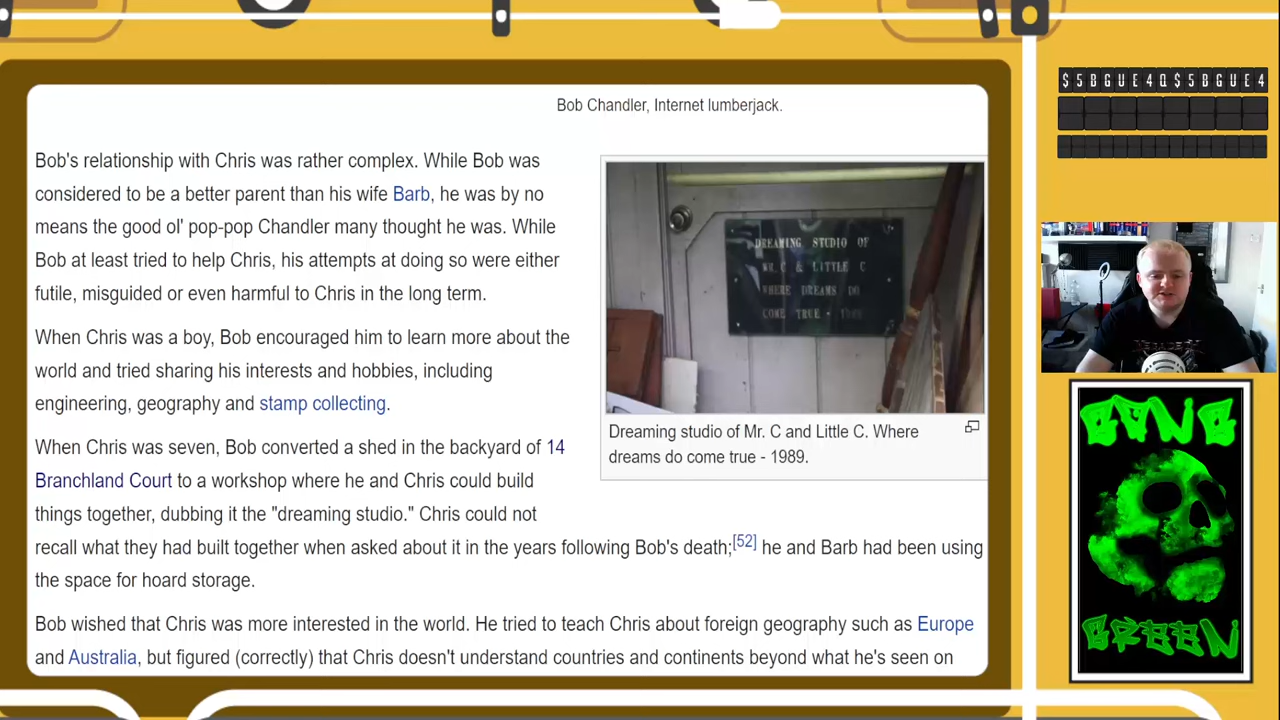 Bob Chandler, Internet lumberjack.
Bob's relationship with Chris was rather complex. While Bob was
considered to be a better parent than his wife Barb, he was by no
means the good ol' pop-pop Chandler many thought he was. While
Bob at least tried to help Chris, his attempts at doing so were either
futile, misguided or even harmful to Chris in the long term.
When Chris was a boy, Bob encouraged him to learn more about the
world and tried sharing his interests and hobbies, including
engineering, geography and stamp collecting.
When Chris was seven, Bob converted a shed in the backyard of 14
Branchland Court to a workshop where he and Chris could build
things together, dubbing it the "dreaming studio." Chris could not
recall what they had built together when asked about it in the years following Bob's death;[52] he and Barb had been using
the space for hoard storage.
Bob wished that Chris was more interested in the world. He tried to teach Chris about foreign geography such as Europe
and Australia, but figured (correctly) that Chris doesn't understand countries and continents beyond what he's seen on
DREAMING STUDIO OF
MR. C & LITTLE C
WHERE DREAMS DO
COME TRUE - 1989
Dreaming studio of Mr. C and Little C. Where
dreams do come true - 1989.
$5BGUE4Q$5BGUE4
GANG
GREEN